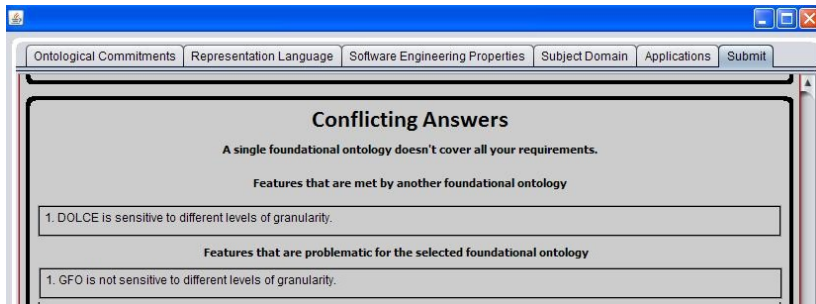 Ontological Commitments Representation Language Software Engineering Properties Subject Domain Applications Submit
Conflicting Answers
A single foundational ontology doesn't cover all your requirements.
Features that are met by another foundational ontology
1. DOLCE is sensitive to different levels of granularity.
Features that are problematic for the selected foundational ontology
1. GFO is not sensitive to different levels of granularity.